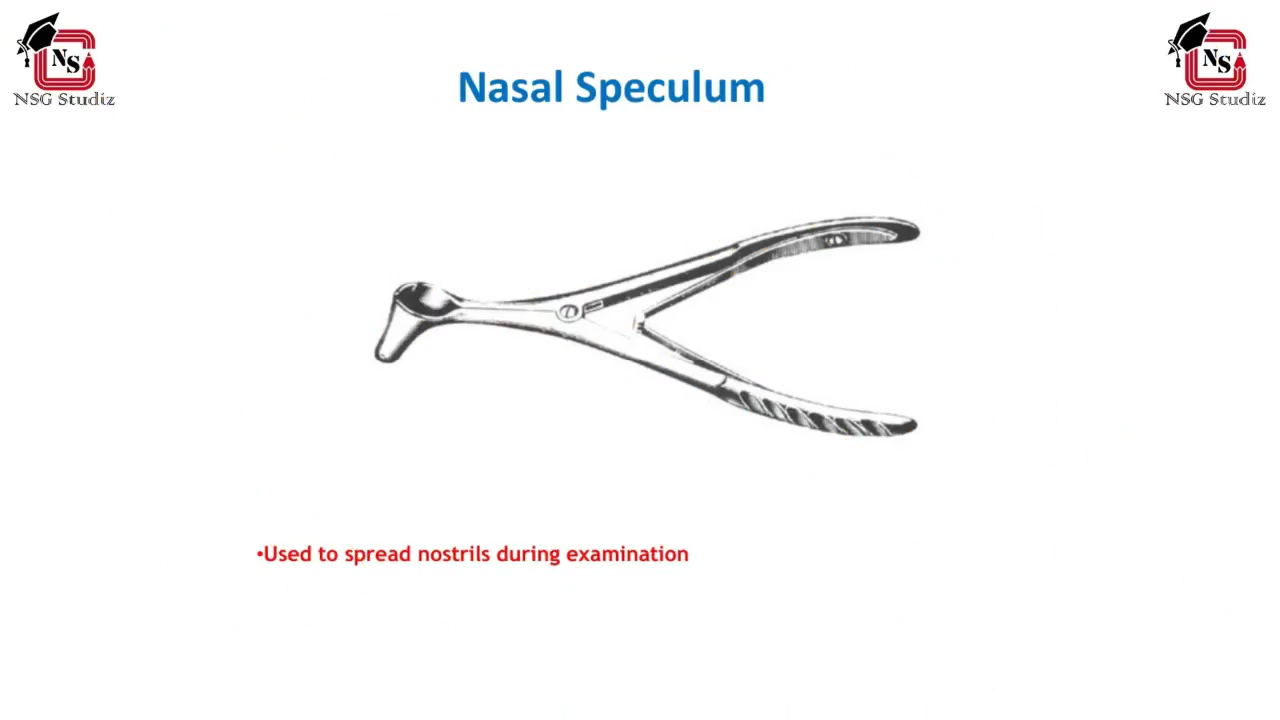 NS
NSG Studiz
NS
NSG Studiz
Nasal Speculum
•Used to spread nostrils during examination